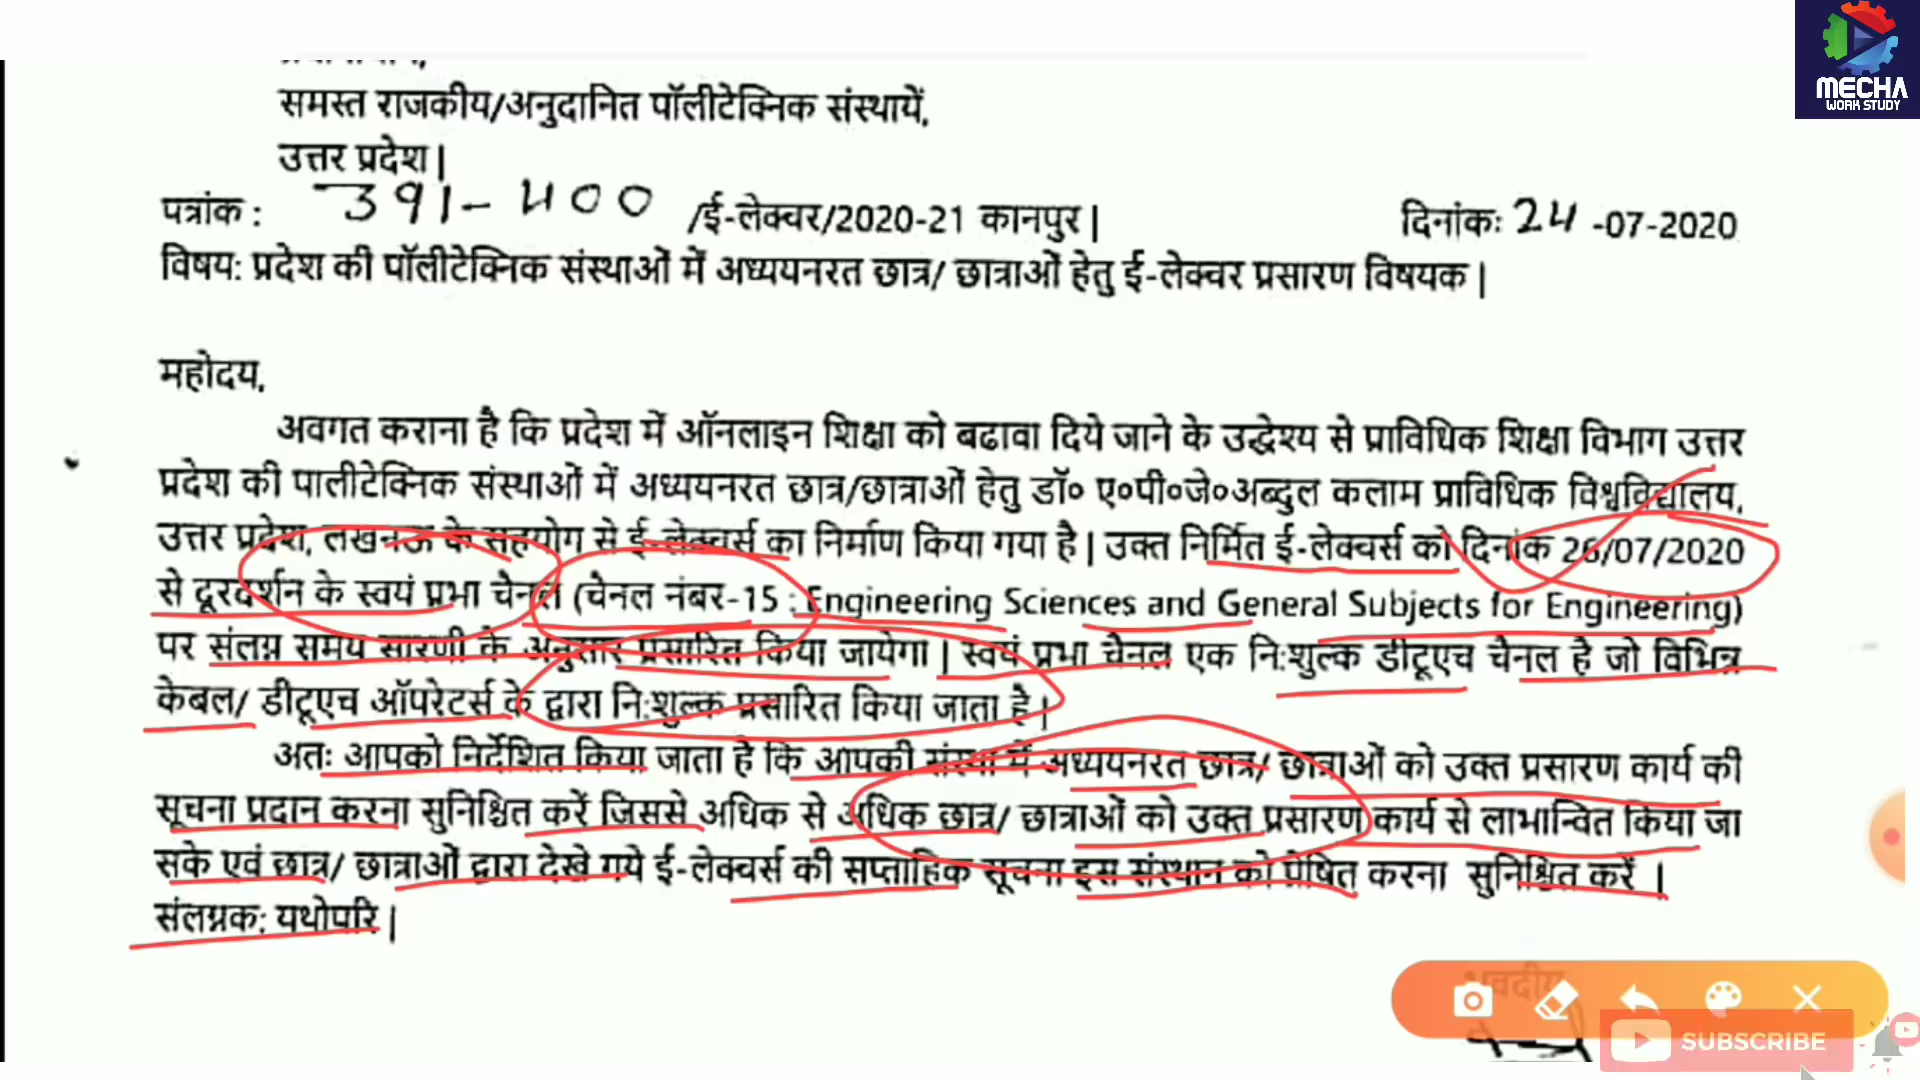 MECHA
WORK STUDY
समस्त राजकीय/अनुदानित पॉलीटेक्निक संस्थायें,
उत्तर प्रदेश|
पत्रांक : 391-400 /ई-लेक्चर/2020-21 कानपुर| दिनांक: 24 -07-2020
विषय: प्रदेश की पॉलीटेक्निक संस्थाओं में अध्ययनरत छात्र/ छात्राओं हेतु ई-लेक्चर प्रसारण विषयक |
महोदय,
अवगत कराना है कि प्रदेश में ऑनलाइन शिक्षा को बढावा दिये जाने के उद्धेश्य से प्राविधिक शिक्षा विभाग उत्तर
प्रदेश की पालीटेक्निक संस्थाओं में अध्ययनरत छात्र/छात्राओं हेतु डॉ० ए०पी०जे०अब्दुल कलाम प्राविधिक विश्वविद्यालय,
उत्तर प्रदेश, लखनऊ के सहयोग से ई-लेक्चर्स का निर्माण किया गया है | उक्त निर्मित ई-लेक्चर्स को दिनांक 26/07/2020
से दूरदर्शन के स्वयं प्रभा चैनल (चेनल नंबर-15 : Engineering Sciences and General Subjects for Engineering)
पर संलग्न समय सारणी के अनुसार प्रसारित किया जायेगा | स्वयं प्रभा चैनल एक नि:शुल्क डीटूएच चैनल है जो विभिन्न
केबल/ डीटूएच ऑपरेटर्स के द्वारा नि:शुल्क प्रसारित किया जाता है |
अतः आपको निर्देशित किया जाता है कि आपकी संस्था में अध्ययनरत छात्र/ छात्राओं को उक्त प्रसारण कार्य की
सूचना प्रदान करना सुनिश्चित करें जिससे अधिक से अधिक छात्र/ छात्राओं को उक्त प्रसारण कार्य से लाभान्वित किया जा
सके एवं छात्र/ छात्राओं द्वारा देखे गये ई-लेक्चर्स की सप्ताहिक सूचना इस संस्थान को प्रेषित करना सुनिश्चित करें |
संलग्नक: यथोपरि |
SUBSCRIBE